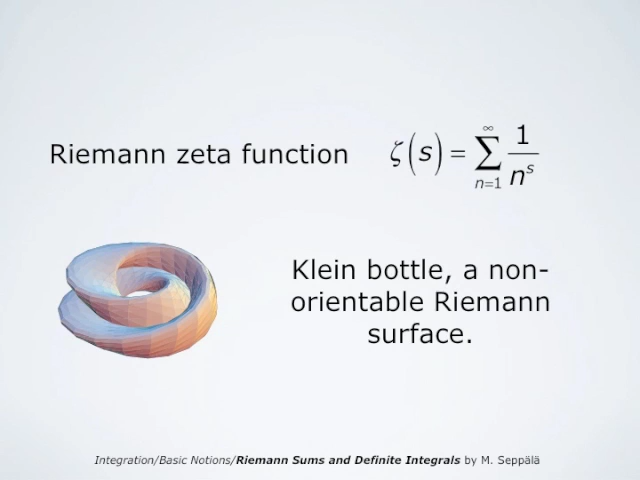 Riemann zeta function ζ(s) = ∑_{n=1}^{∞} 1/n^s
Klein bottle, a non-
orientable Riemann
surface.
Integration/Basic Notions/Riemann Sums and Definite Integrals by M. Seppälä